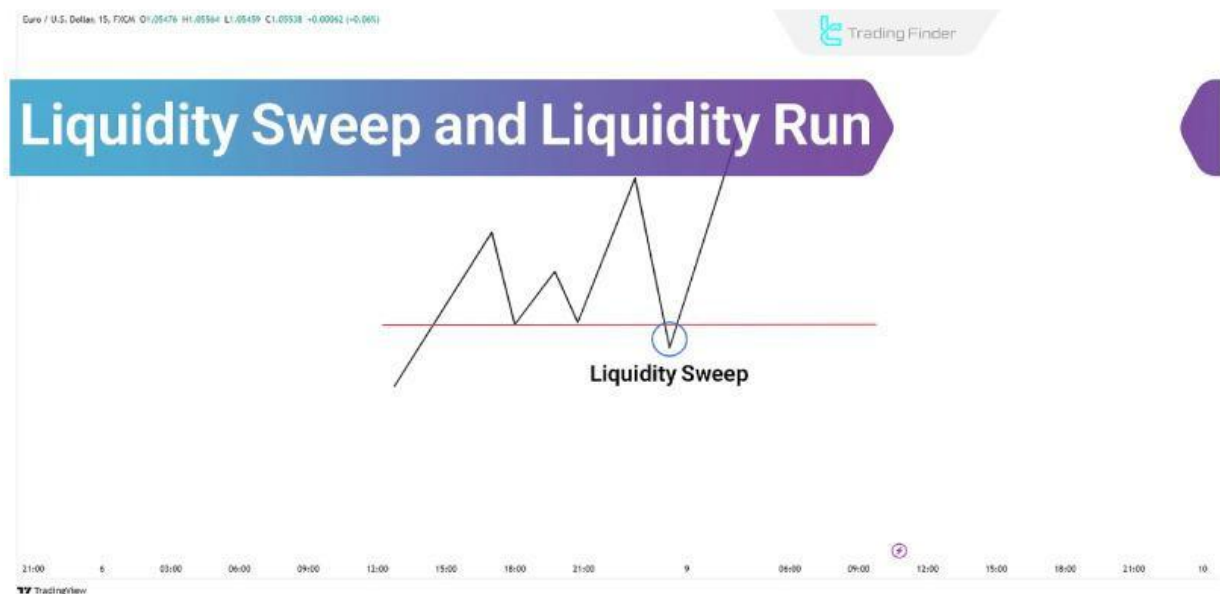 Euro / U.S. Dollar, 15, FXCM O1.05476 H1.05564 L1.05459 C1.05538 +0.00062 (+0.06%)
Trading Finder
Liquidity Sweep and Liquidity Run
Liquidity Sweep
21:00 6 03:00 06:00 09:00 12:00 15:00 18:00 21:00 9 06:00 09:00 12:00 15:00 18:00 21:00 10
TradingView